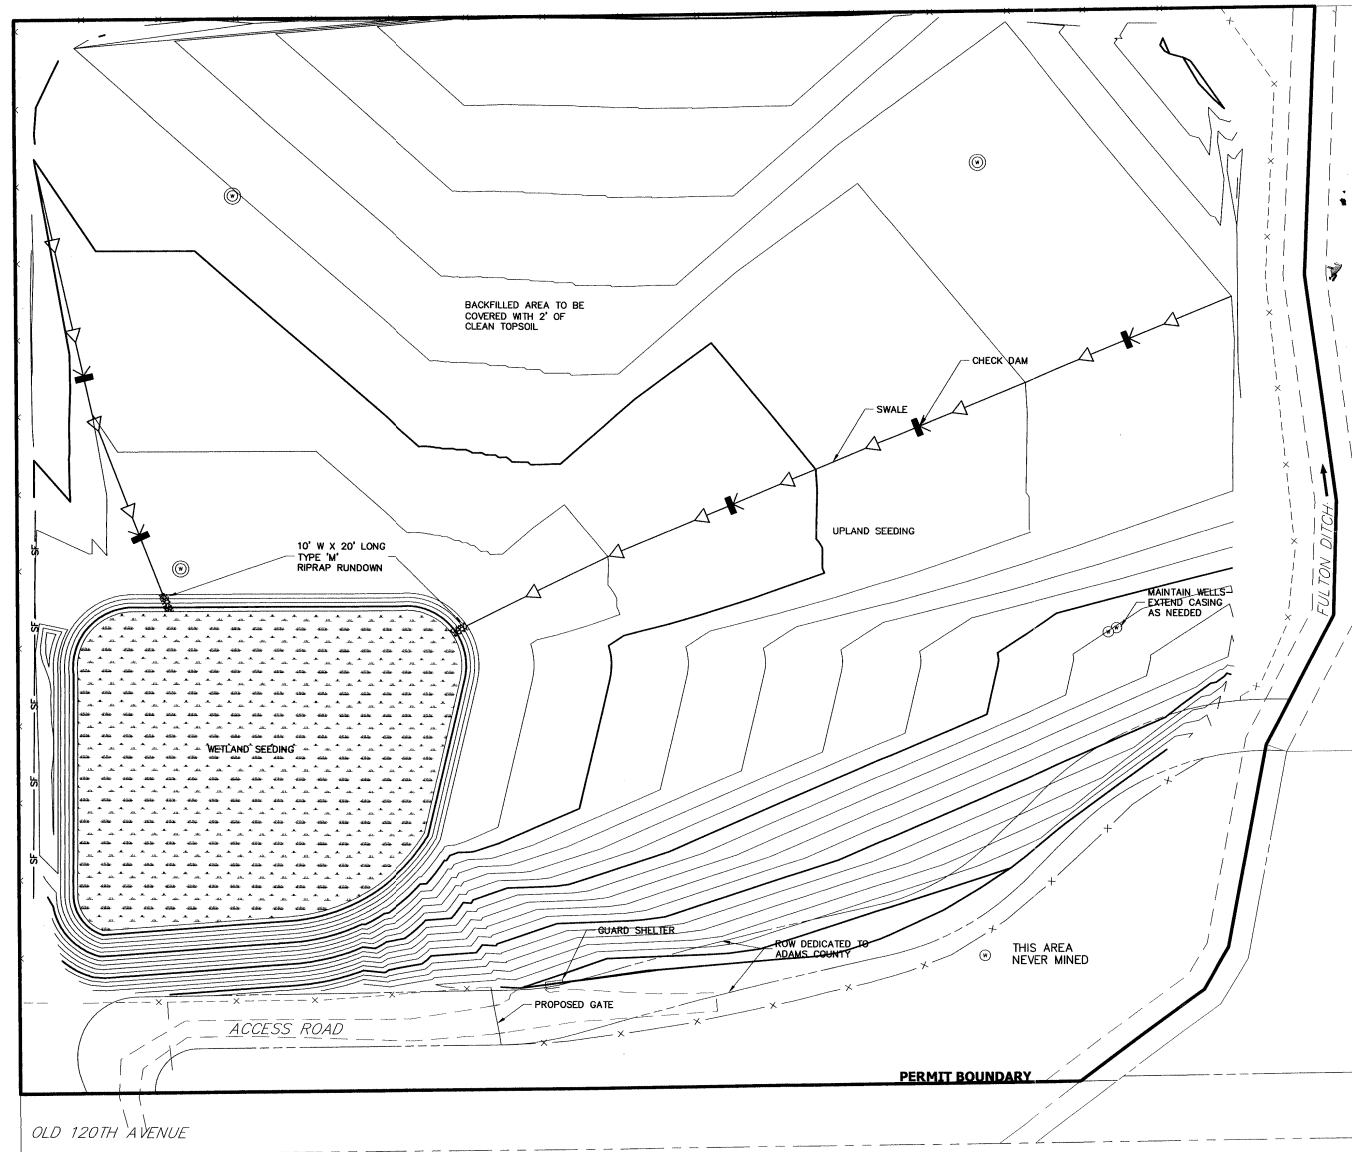 BACKFILLED AREA TO BE
COVERED WITH 2' OF
CLEAN TOPSOIL
CHECK DAM
SWALE
UPLAND SEEDING
10' W X 20' LONG
TYPE 'M'
RIPRAP RUNDOWN
FULTON DITCH
MAINTAIN WELLS
EXTEND CASING
AS NEEDED
WETLAND SEEDING
GUARD SHELTER
ROW DEDICATED TO
ADAMS COUNTY
THIS AREA
NEVER MINED
PROPOSED GATE
ACCESS ROAD
PERMIT BOUNDARY
OLD 120TH AVENUE
SF
SF
SF
SF
SF
W
W
W
W
W
W